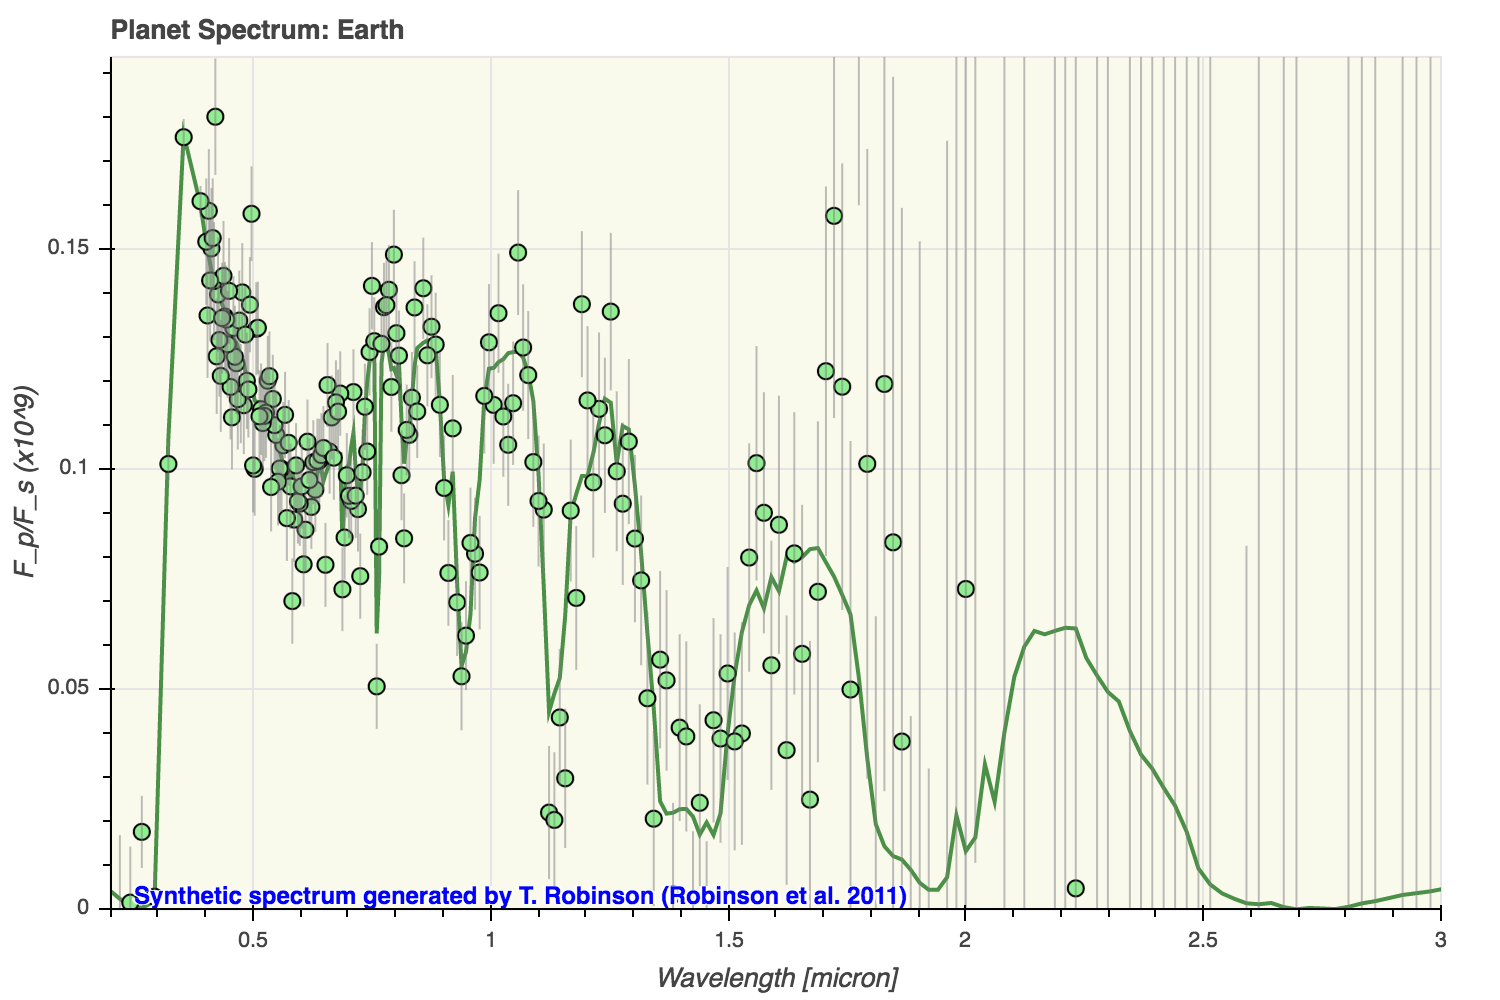 Planet Spectrum: Earth
F_p/F_s (x10^9)
0.15
0.1
0.05
0
Synthetic spectrum generated by T. Robinson (Robinson et al. 2011)
0.5 1 1.5 2 2.5 3
Wavelength [micron]